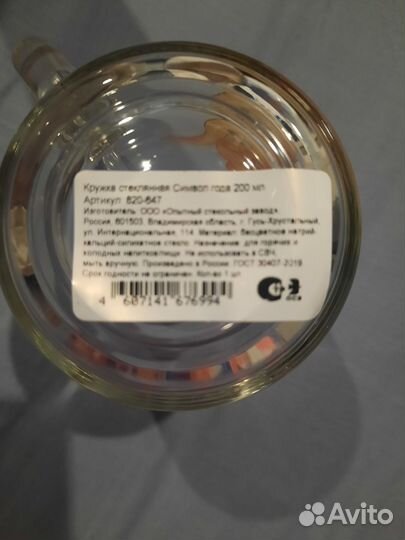 Кружка стеклянная Символ года 200 мл
Артикул: 820-647
Изготовитель: ООО «Опытный стекольный завод».
Россия, 601503, Владимирская область, г. Гусь-Хрустальный,
ул. Интернациональная, 114. Материал: бесцветное натрий-
кальций-силикатное стекло. Назначение: для горячих и
холодных напитков/пищи. Не использовать в СВЧ,
мыть вручную. Произведено в России. ГОСТ 30407-2019
Срок годности не ограничен. Кол-во 1 шт.
4 607141 676994
Avito